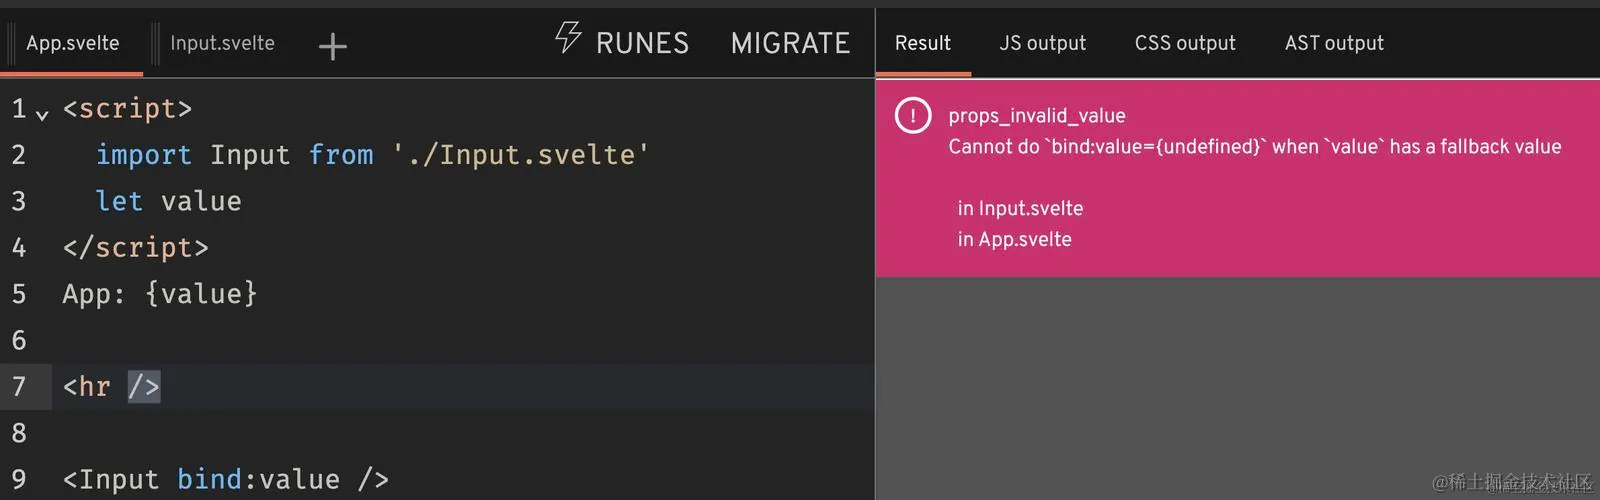 App.svelte Input.svelte + RUNES MIGRATE
1 <script>
2 import Input from './Input.svelte'
3 let value
4 </script>
5 App: {value}
6
7 <hr />
8
9 <Input bind:value />
Result JS output CSS output AST output
! props_invalid_value
Cannot do `bind:value={undefined}` when `value` has a fallback value
in Input.svelte
in App.svelte
@稀土掘金技术社区